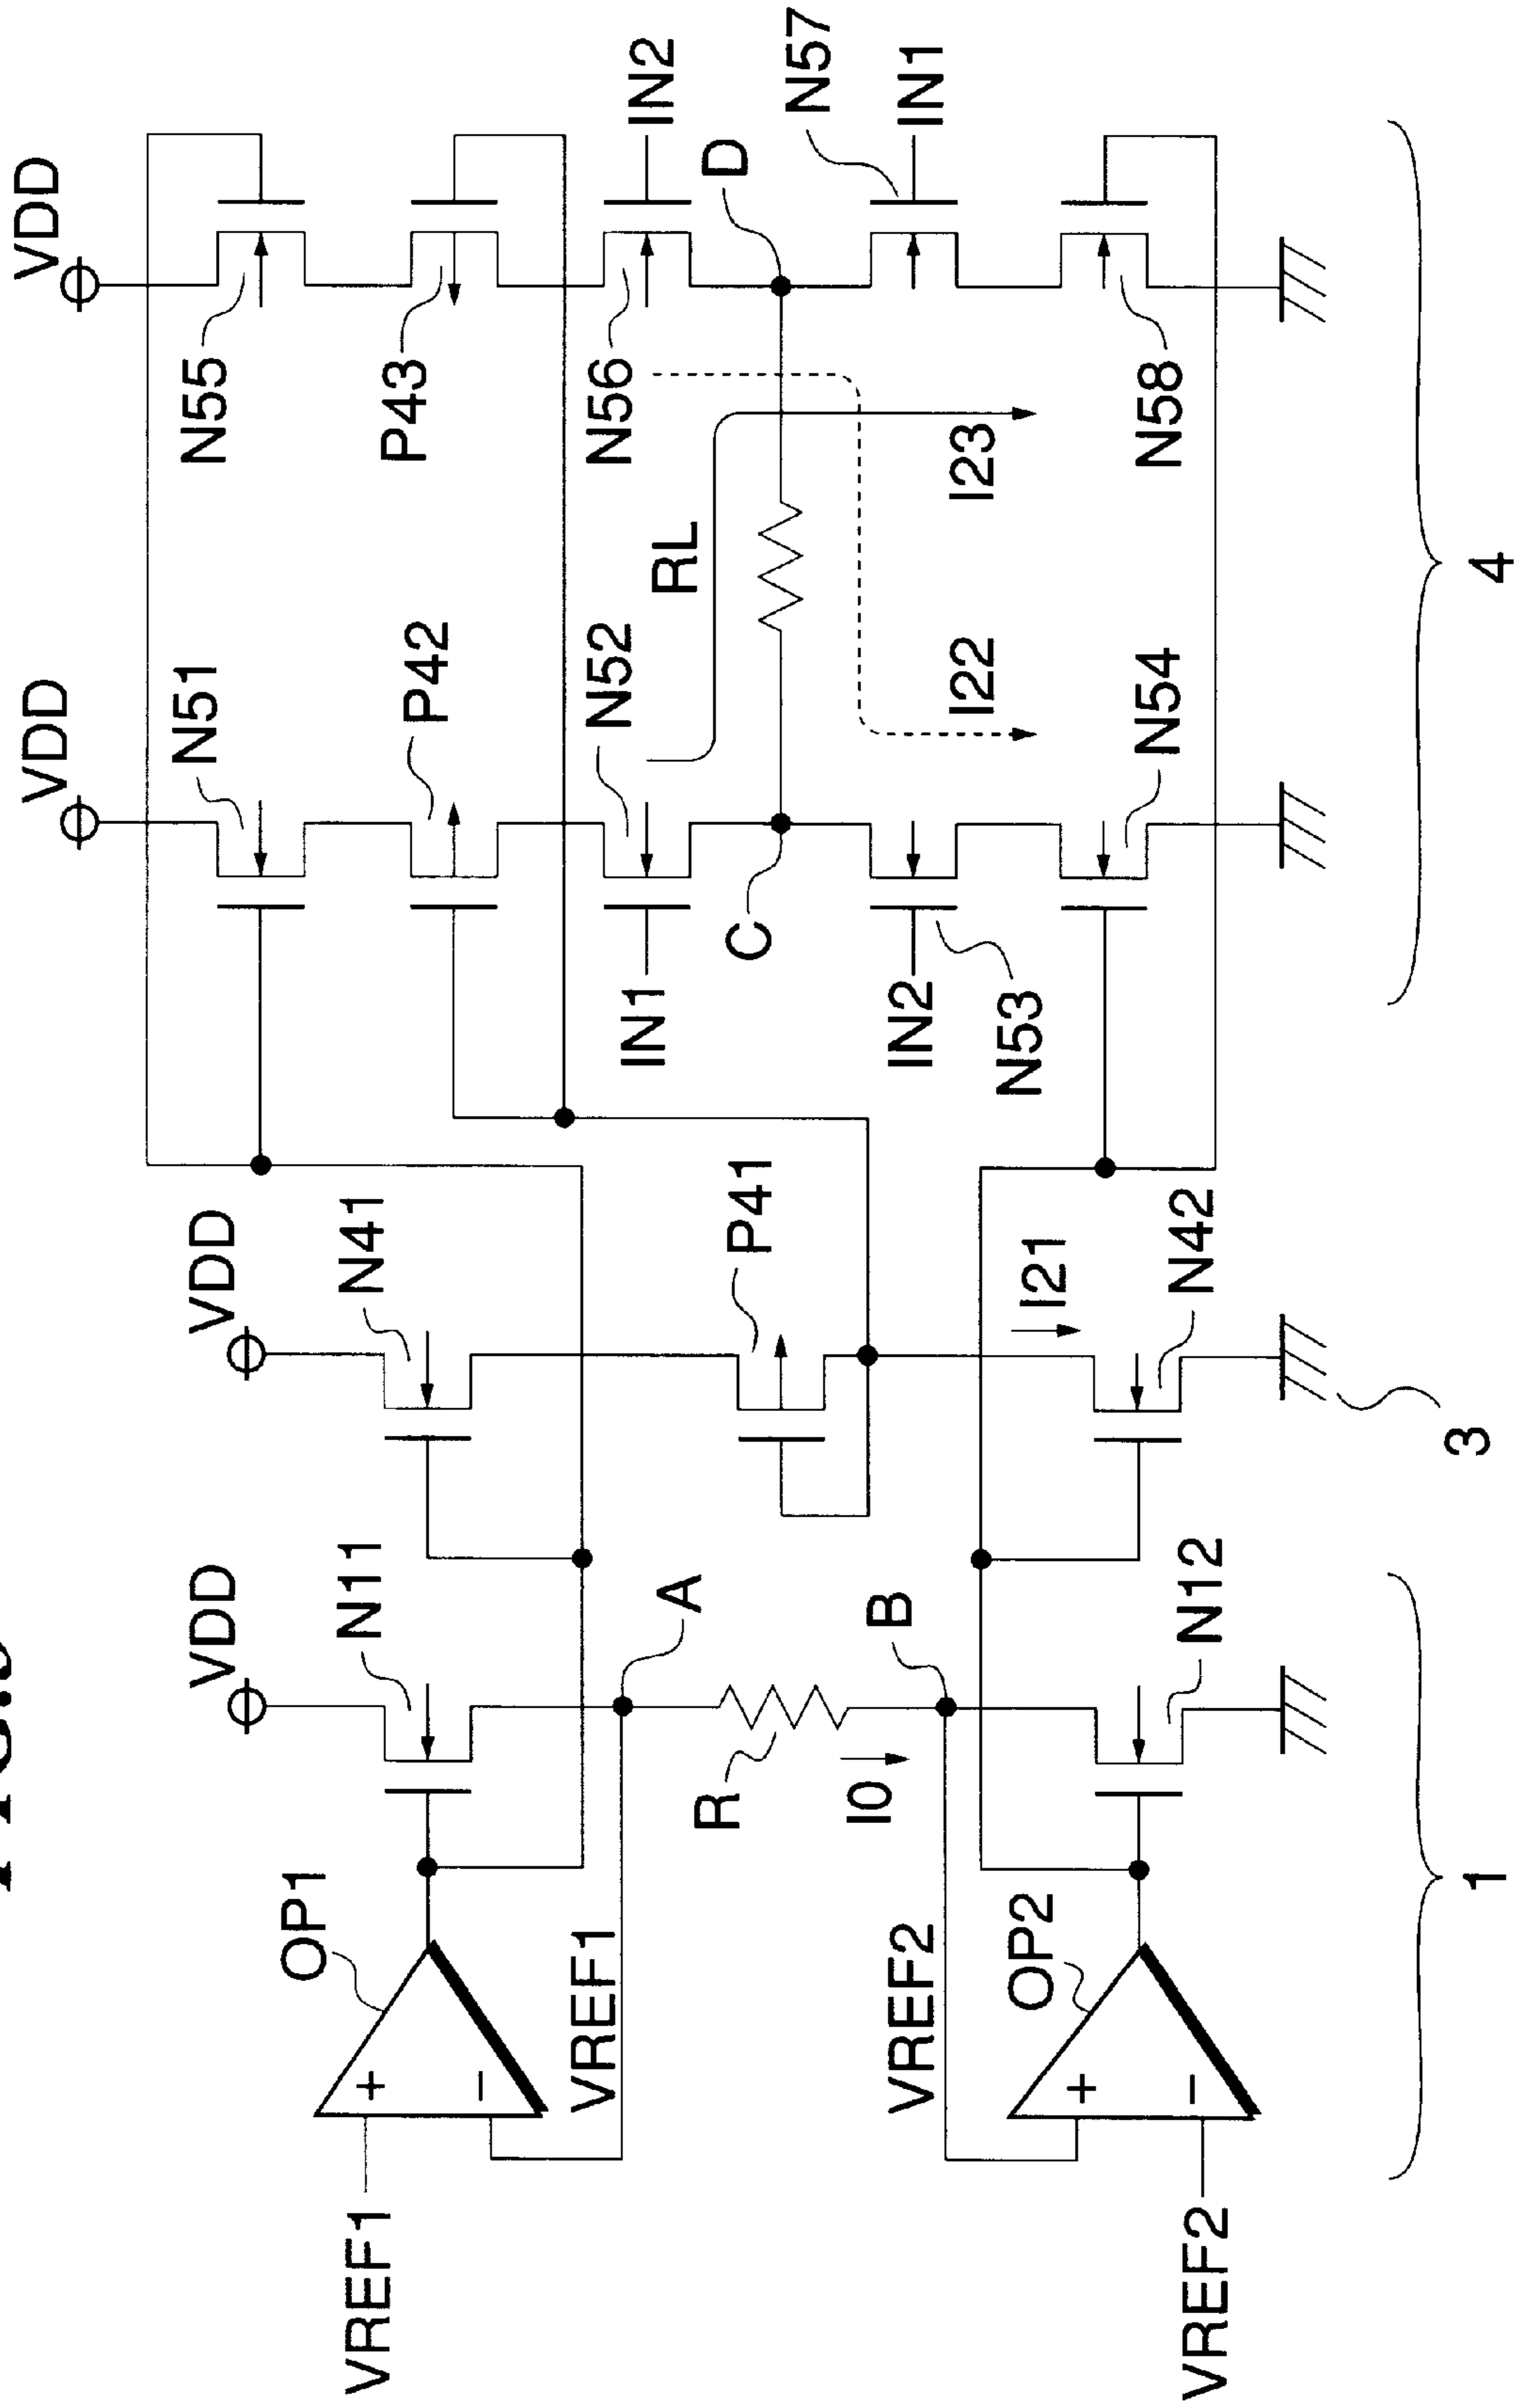 VDD
VDD
VDD
VDD
N51
N55
N41
N11
OP1
P42
P43
VREF1
+
−
VREF1
N52
N56
IN1
IN2
RL
A
C
D
P41
R
B
I0
N57
IN2
IN1
VREF2
I22
I23
N53
I21
OP2
+
−
N54
N58
N42
N12
VREF2
3
1
4